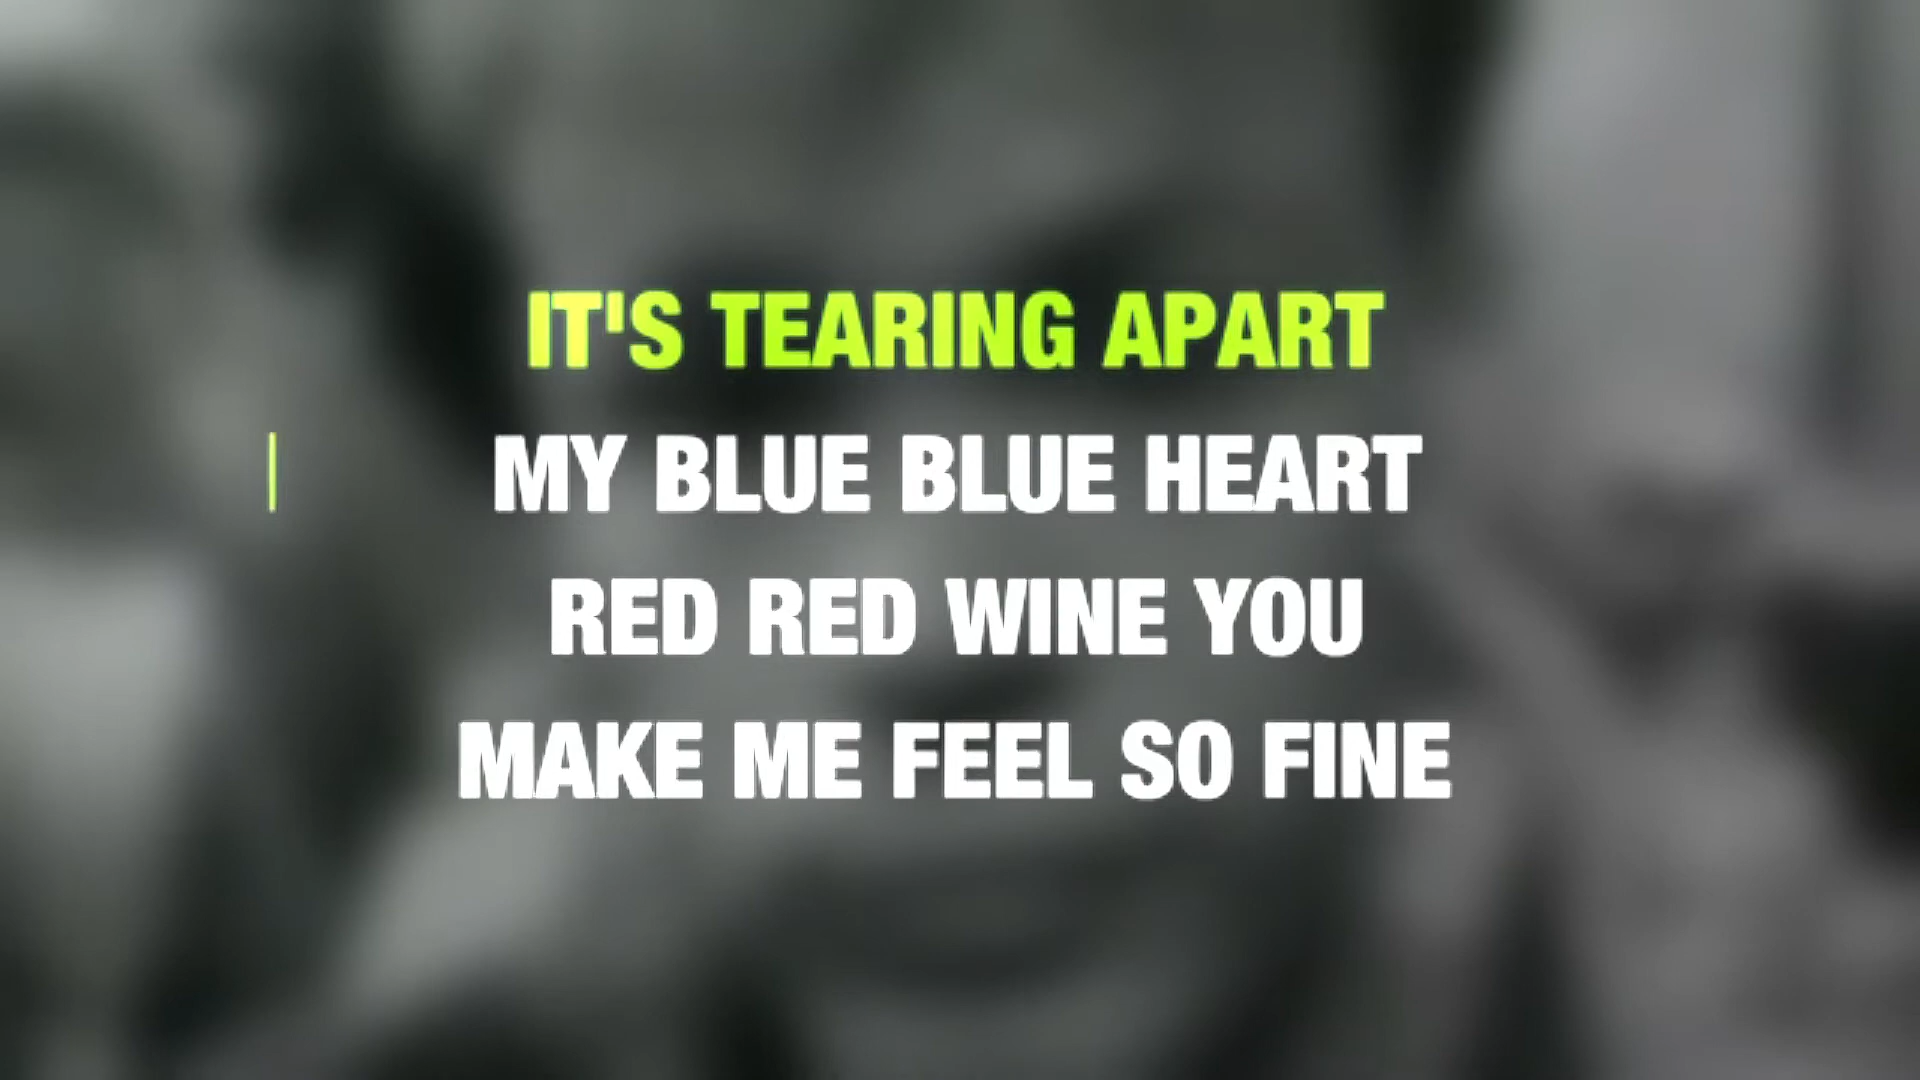 IT'S TEARING APART
MY BLUE BLUE HEART
RED RED WINE YOU
MAKE ME FEEL SO FINE